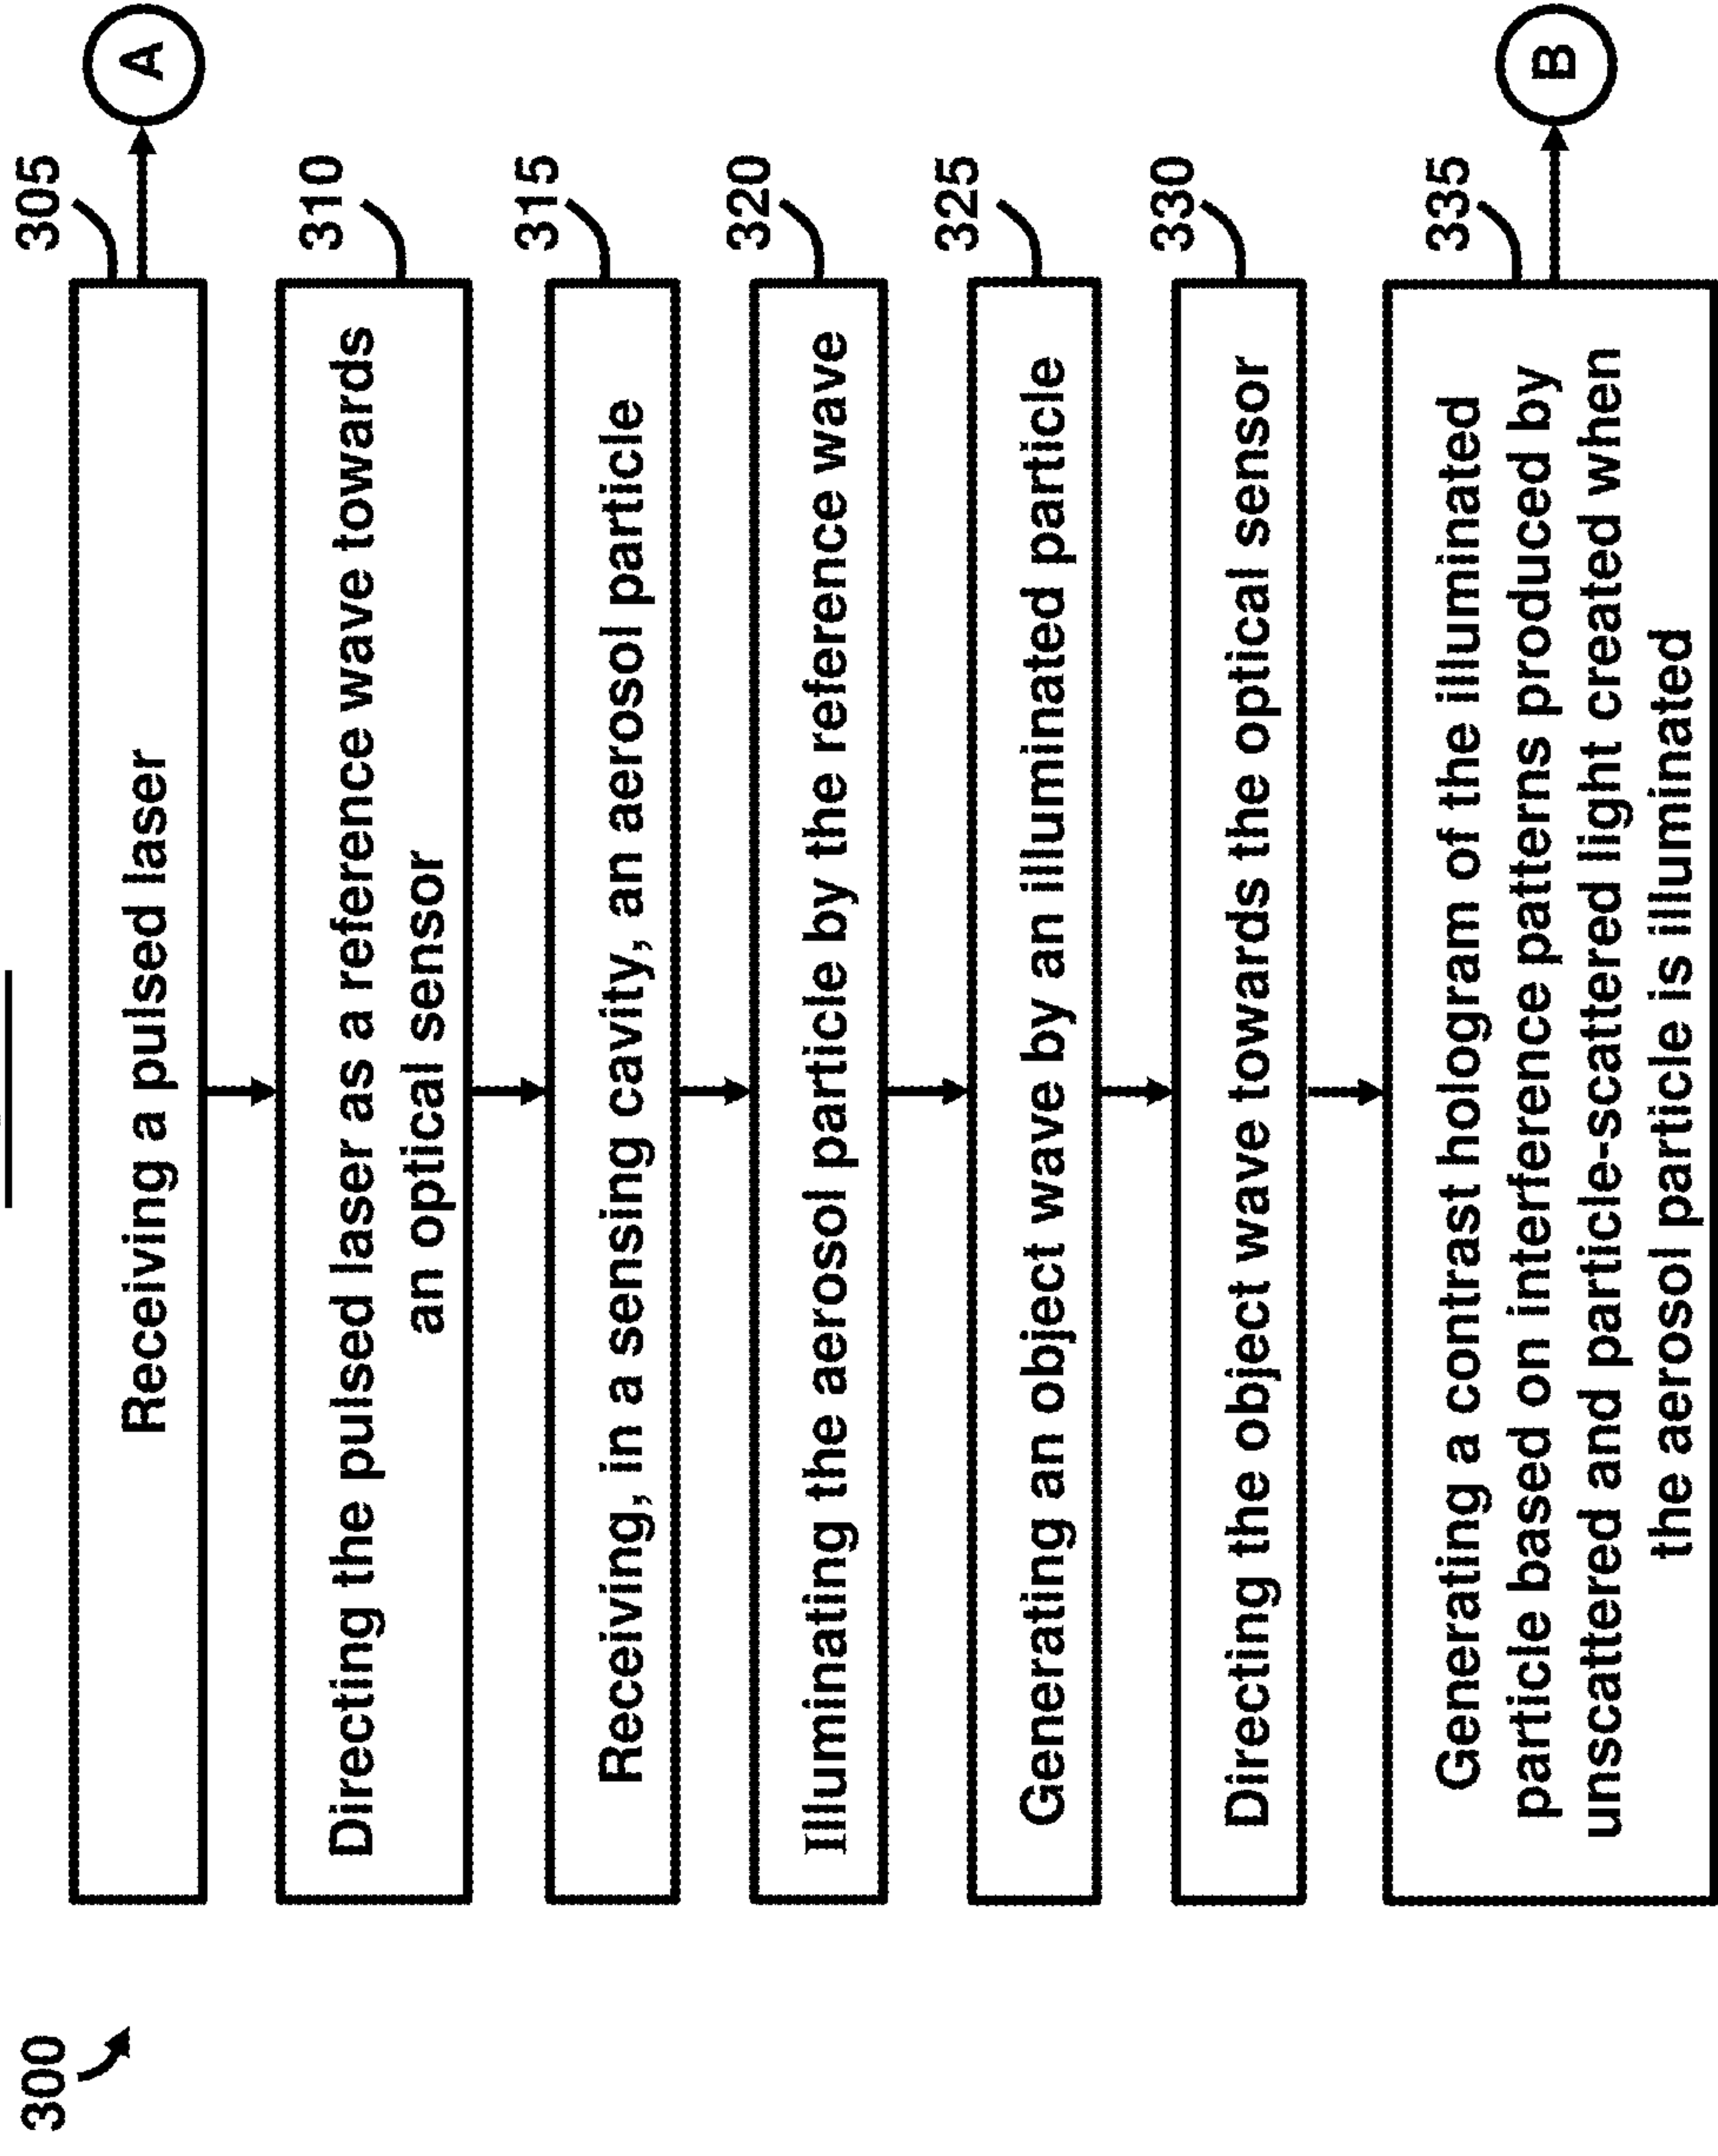 300
305
Receiving a pulsed laser
A
310
Directing the pulsed laser as a reference wave towards
an optical sensor
315
Receiving, in a sensing cavity, an aerosol particle
320
Illuminating the aerosol particle by the reference wave
325
Generating an object wave by an illuminated particle
330
Directing the object wave towards the optical sensor
335
Generating a contrast hologram of the illuminated
particle based on interference patterns produced by
unscattered and particle-scattered light created when
the aerosol particle is illuminated
B